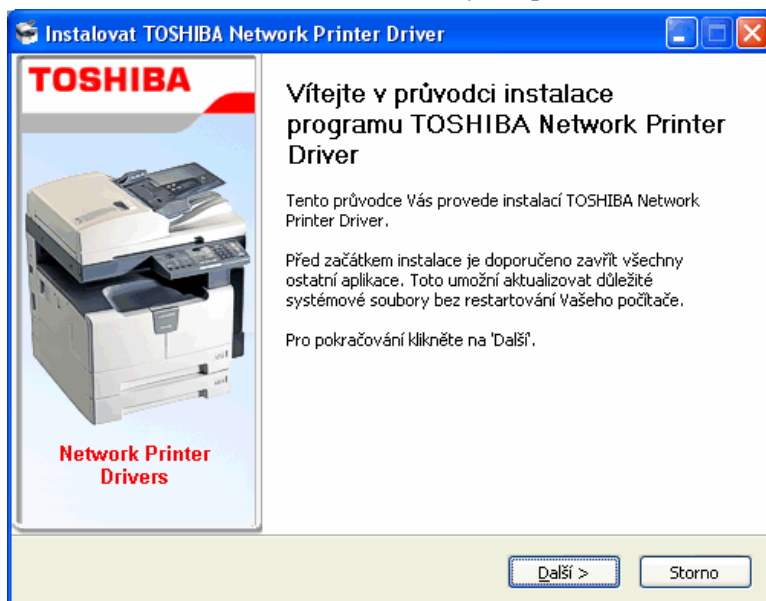 Instalovat TOSHIBA Network Printer Driver
TOSHIBA
Network Printer
Drivers
Vítejte v průvodci instalace
programu TOSHIBA Network Printer
Driver
Tento průvodce Vás provede instalací TOSHIBA Network
Printer Driver.
Před začátkem instalace je doporučeno zavřít všechny
ostatní aplikace. Toto umožní aktualizovat důležité
systémové soubory bez restartování Vašeho počítače.
Pro pokračování klikněte na 'Další'.
Další >
Storno